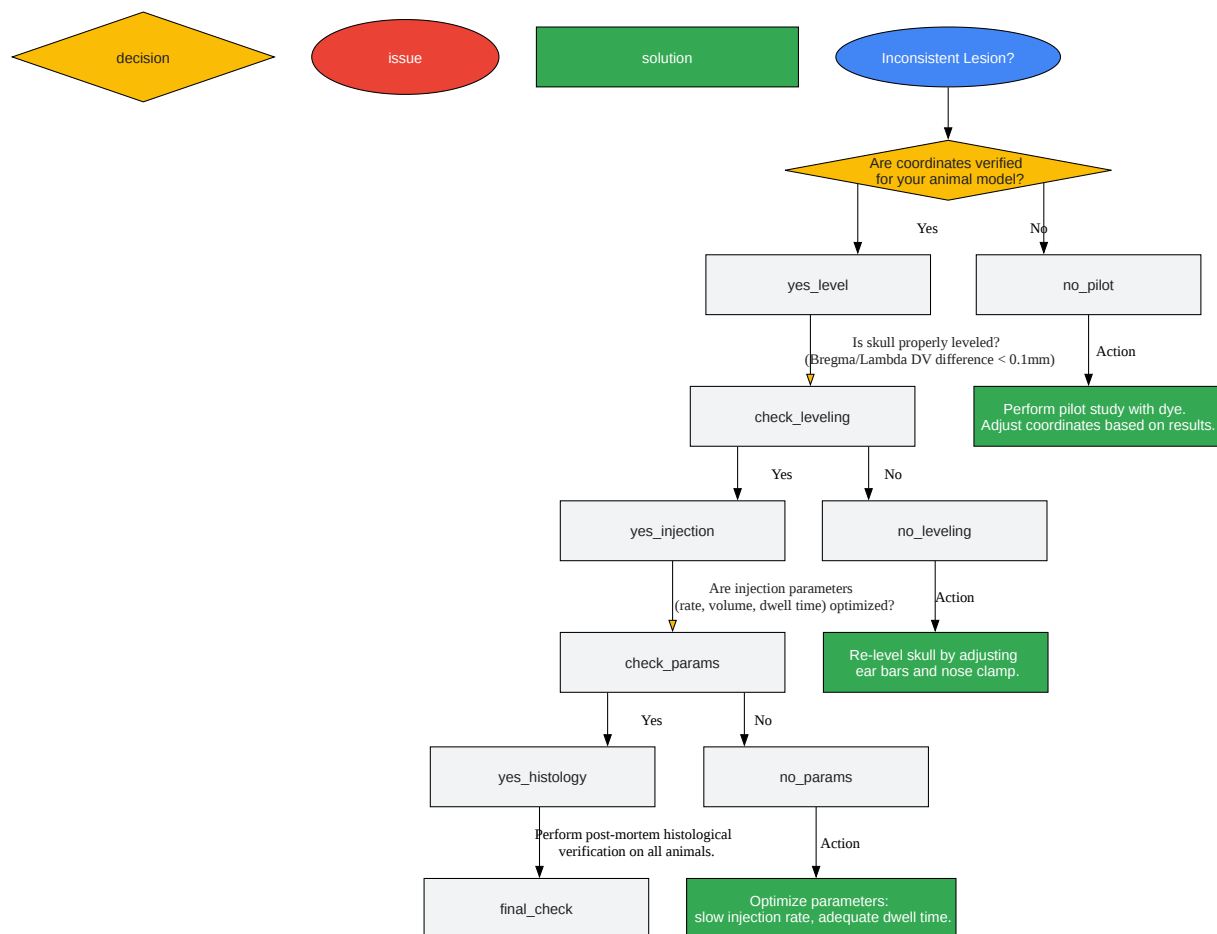 decision
issue
solution
Inconsistent Lesion?
Are coordinates verified
for your animal model?
Yes
No
yes_level
no_pilot
Is skull properly leveled?
(Bregma/Lambda DV difference < 0.1mm)
Action
check_leveling
Perform pilot study with dye.
Adjust coordinates based on results.
Yes
No
yes_injection
no_leveling
Are injection parameters
(rate, volume, dwell time) optimized?
Action
check_params
Re-level skull by adjusting
ear bars and nose clamp.
Yes
No
yes_histology
no_params
Perform post-mortem histological
verification on all animals.
Action
final_check
Optimize parameters:
slow injection rate, adequate dwell time.